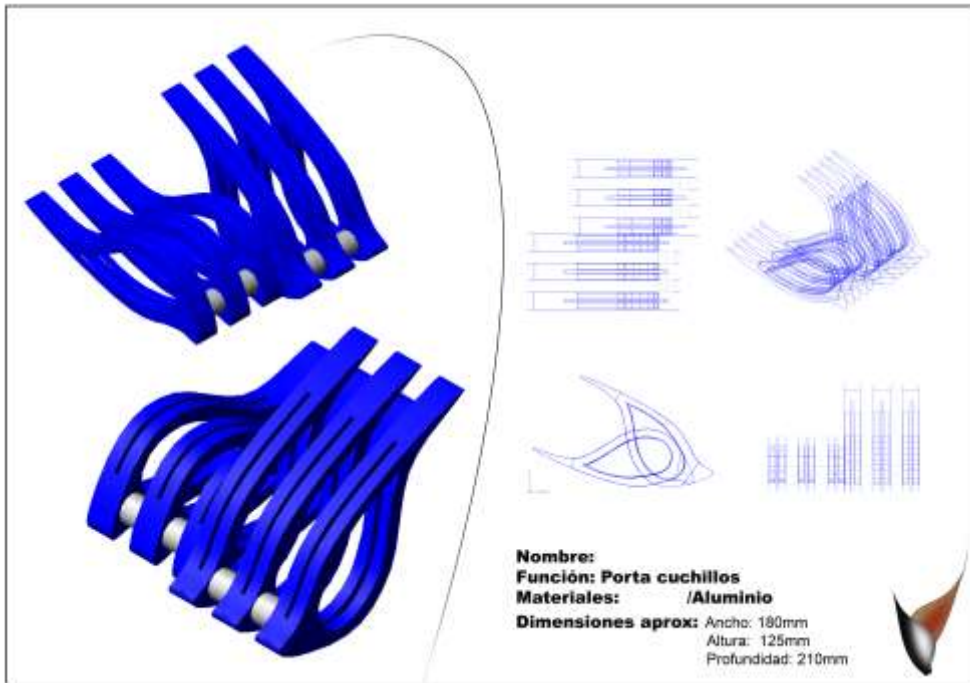 Nombre:
Función: Porta cuchillos
Materiales: /Aluminio
Dimensiones aprox: Ancho: 180mm
Altura: 125mm
Profundidad: 210mm